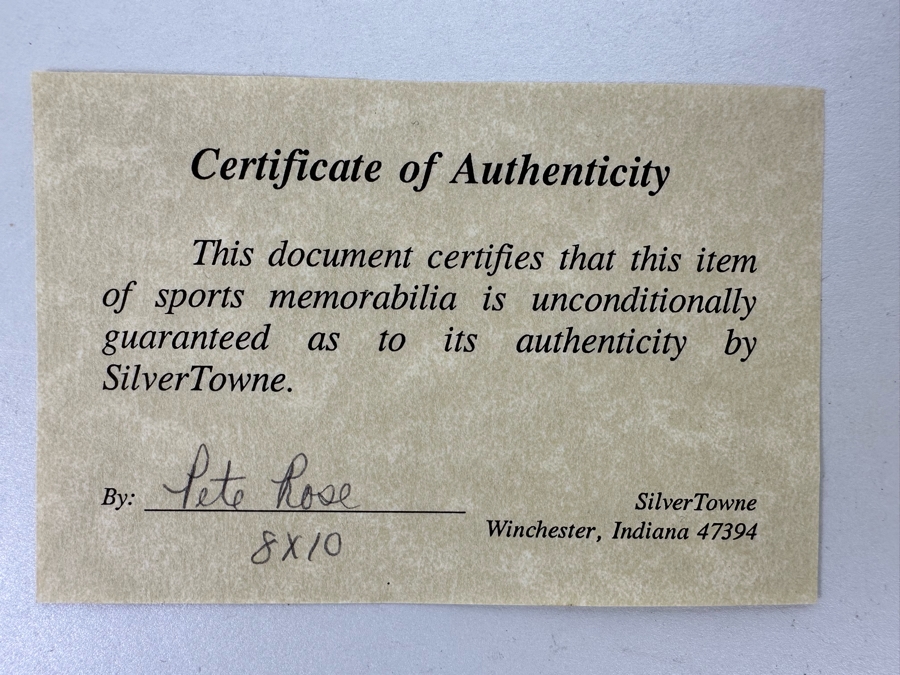 Certificate of Authenticity
This document certifies that this item
of sports memorabilia is unconditionally
guaranteed as to its authenticity by
SilverTowne.
By: Pete Rose
8X10
SilverTowne
Winchester, Indiana 47394